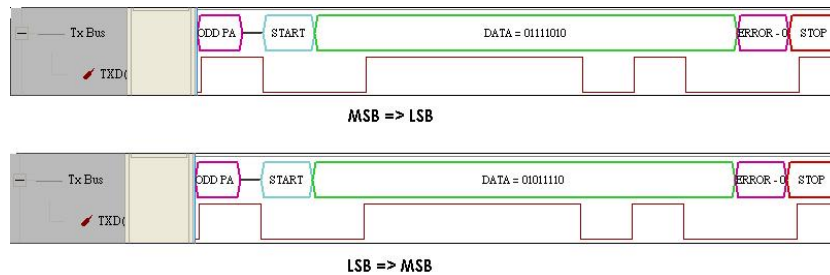 Tx Bus ODD PA START DATA = 01111010 ERROR - 0 STOP
TXD(
MSB => LSB
Tx Bus ODD PA START DATA = 01011110 ERROR - 0 STOP
TXD(
LSB => MSB